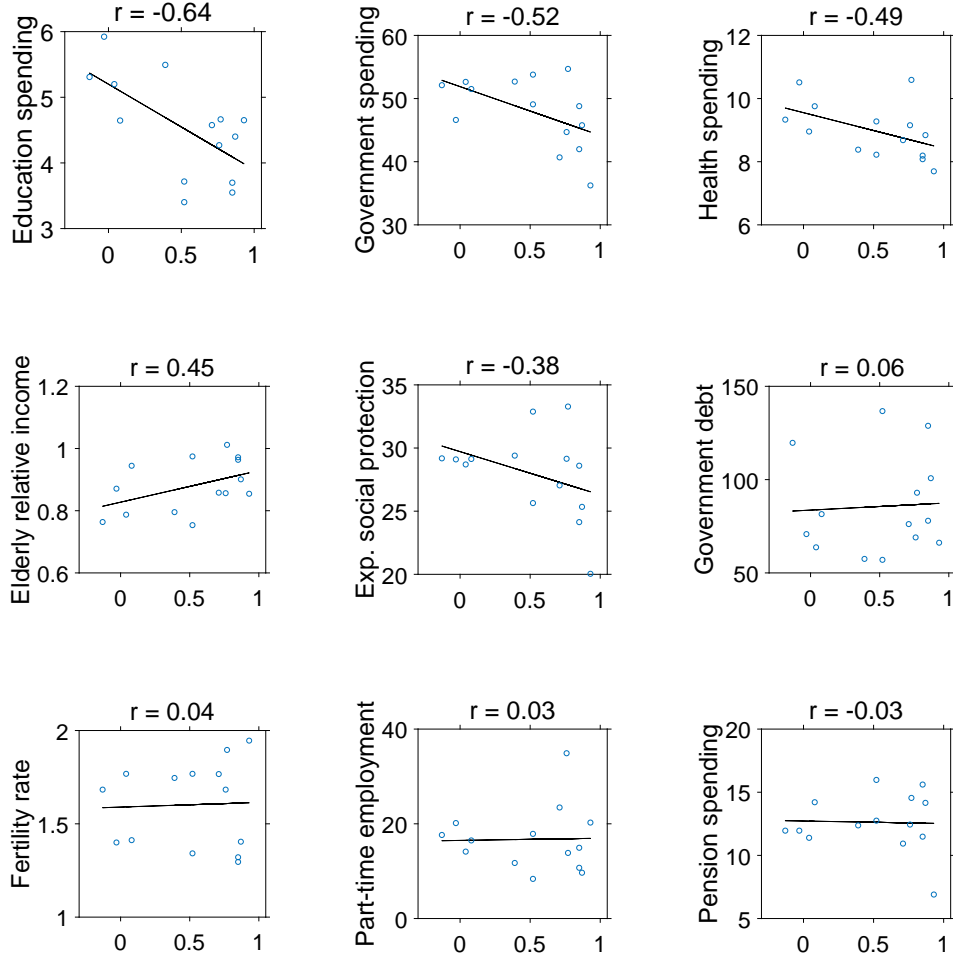 r = -0.64
Education spending
6
5
4
3
0 0.5 1
r = -0.52
Government spending
60
50
40
30
0 0.5 1
r = -0.49
Health spending
12
10
8
6
0 0.5 1
r = 0.45
Elderly relative income
1.2
1
0.8
0.6
0 0.5 1
r = -0.38
Exp. social protection
35
30
25
20
0 0.5 1
r = 0.06
Government debt
150
100
50
0 0.5 1
r = 0.04
Fertility rate
2
1.5
1
0 0.5 1
r = 0.03
Part-time employment
40
20
0
0 0.5 1
r = -0.03
Pension spending
20
15
10
5
0 0.5 1